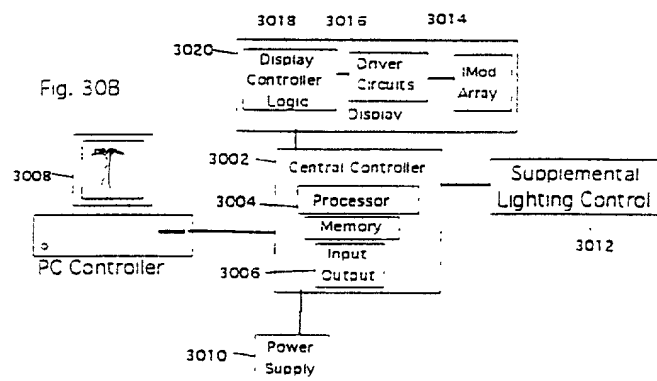 3018 3016 3014
3020
Display Controller Logic
Driver Circuits
IMod Array
Display
Fig. 30B
3002
Central Controller
3008
3004
Processor
Memory
Supplemental Lighting Control
3006
Input Output
PC Controller
3012
3010
Power Supply